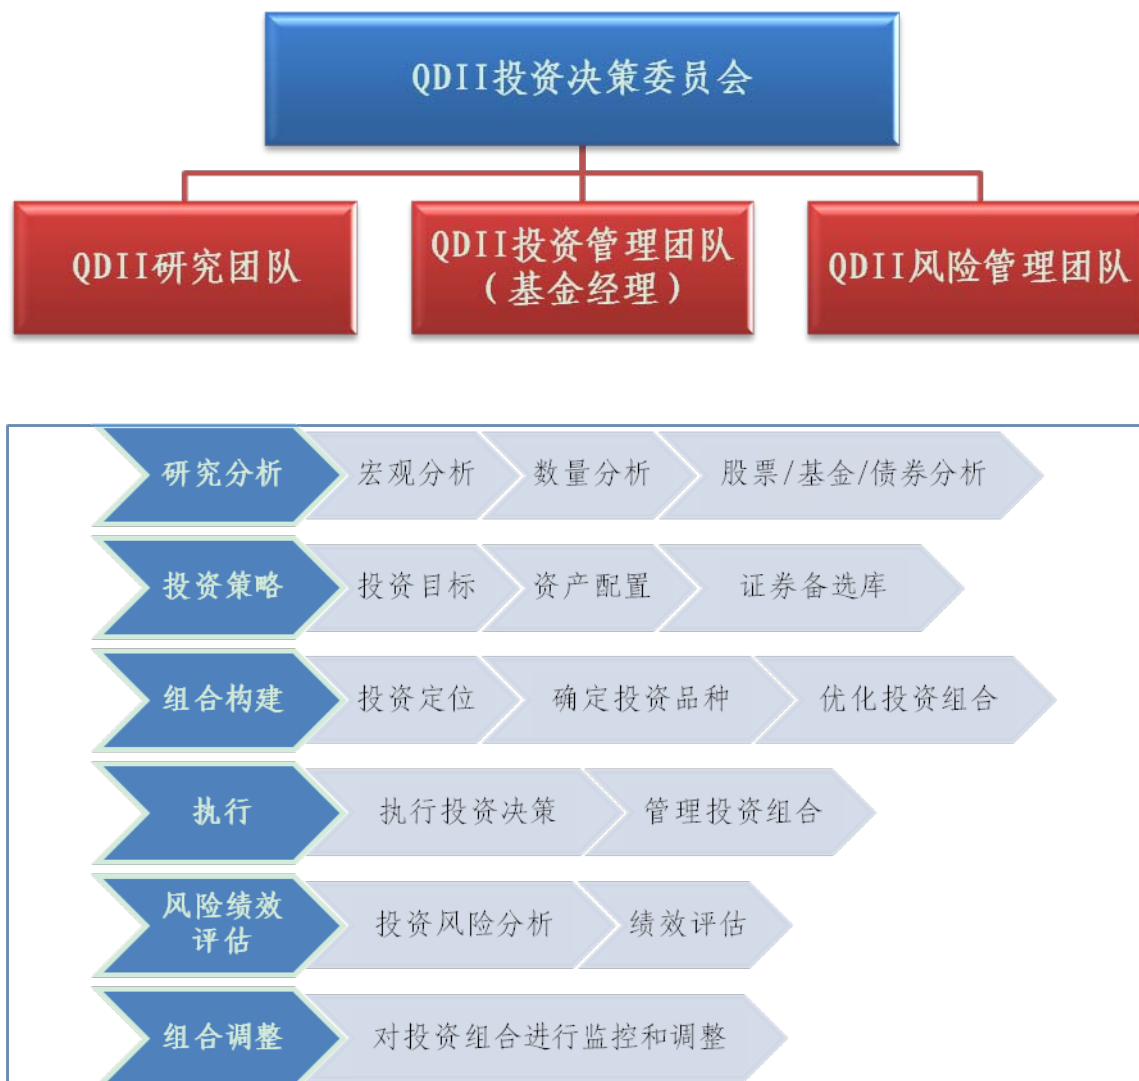 QDII投资决策委员会
QDII研究团队
QDII投资管理团队
（基金经理）
QDII风险管理团队
研究分析 宏观分析 数量分析 股票/基金/债券分析
投资策略 投资目标 资产配置 证券备选库
组合构建 投资定位 确定投资品种 优化投资组合
执行 执行投资决策 管理投资组合
风险绩效
评估 投资风险分析 绩效评估
组合调整 对投资组合进行监控和调整